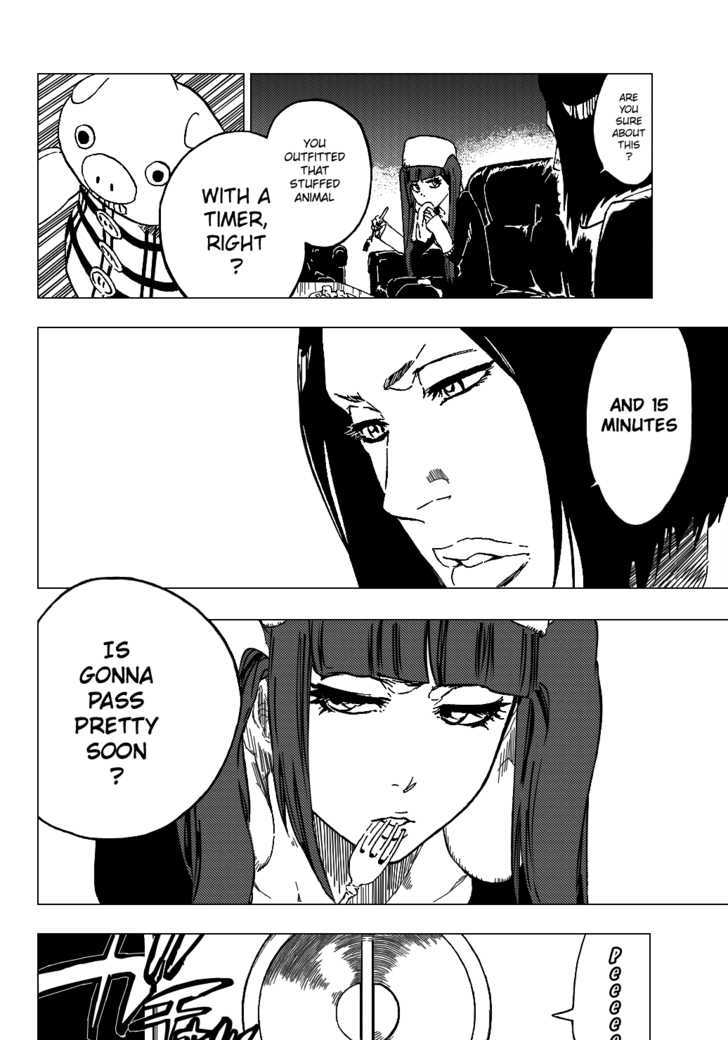 ARE
YOU
SURE
ABOUT
THIS
?
YOU
OUTFITTED
THAT
STUFFED
ANIMAL
WITH A
TIMER,
RIGHT
?
AND 15
MINUTES
IS
GONNA
PASS
PRETTY
SOON
?
Peeeee